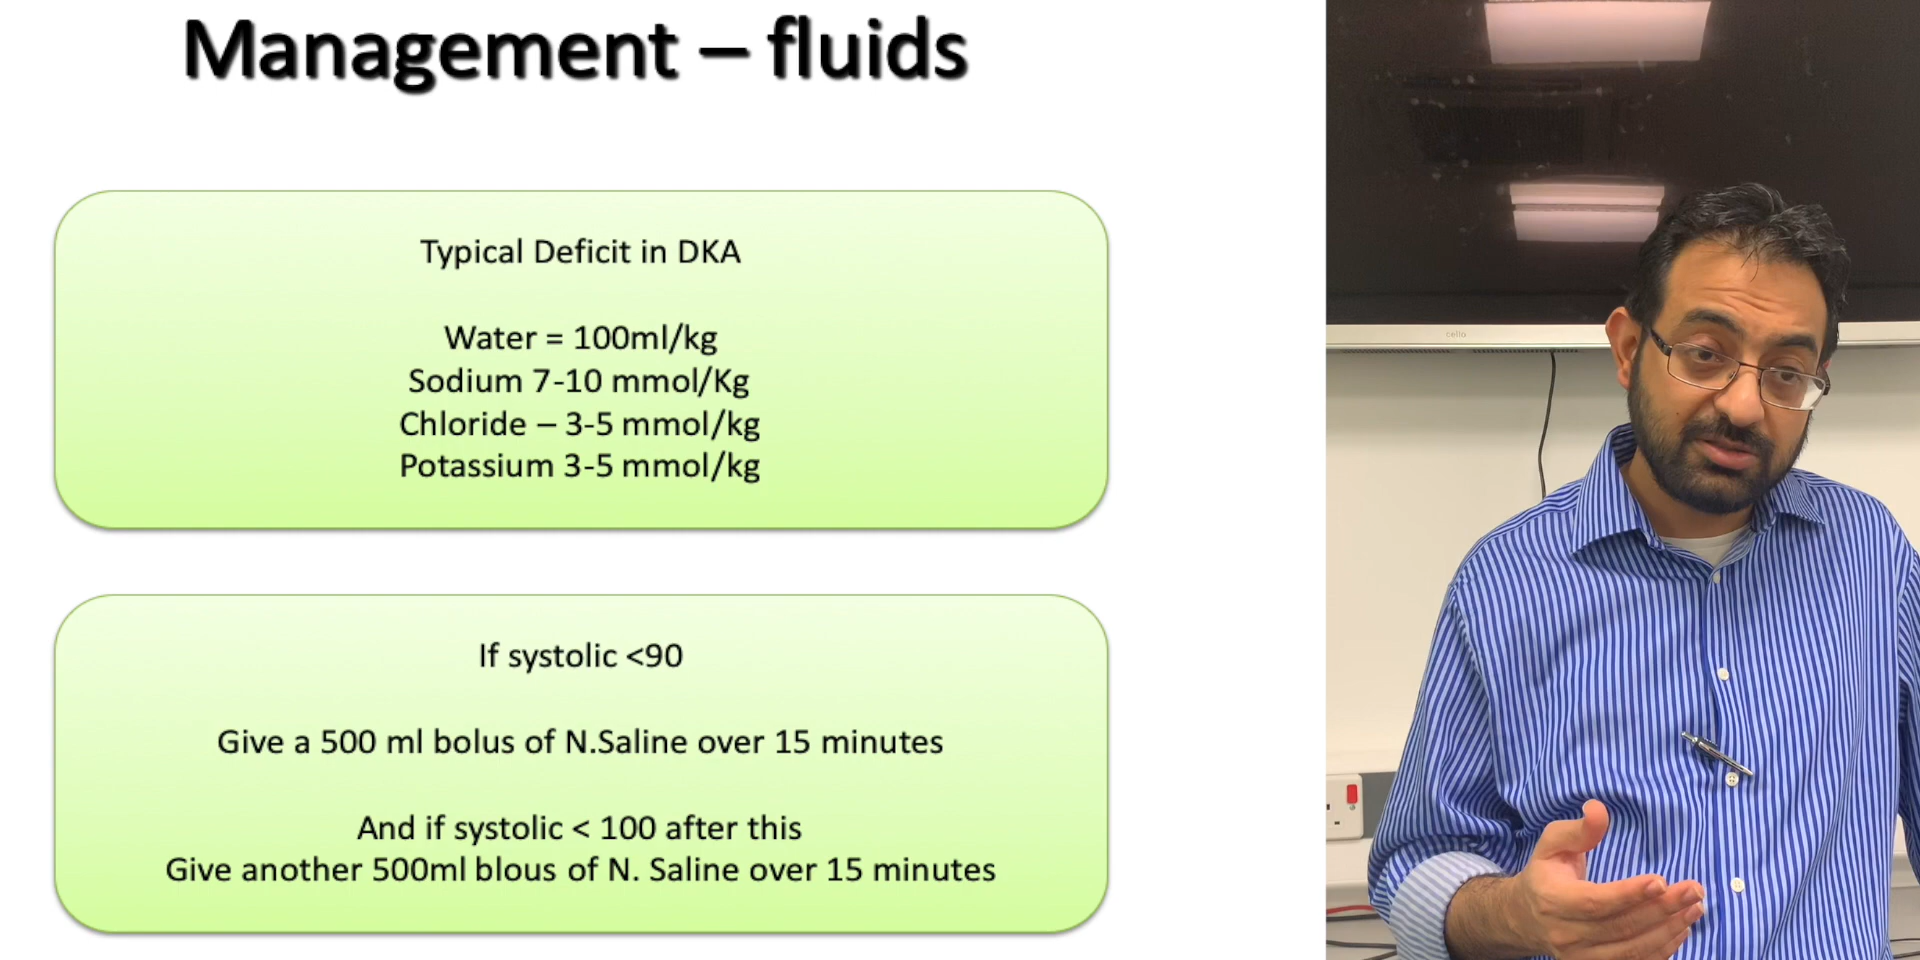 Management – fluids
Typical Deficit in DKA
Water = 100ml/kg
Sodium 7-10 mmol/Kg
Chloride – 3-5 mmol/kg
Potassium 3-5 mmol/kg
If systolic <90
Give a 500 ml bolus of N.Saline over 15 minutes
And if systolic < 100 after this
Give another 500ml blous of N. Saline over 15 minutes
cello